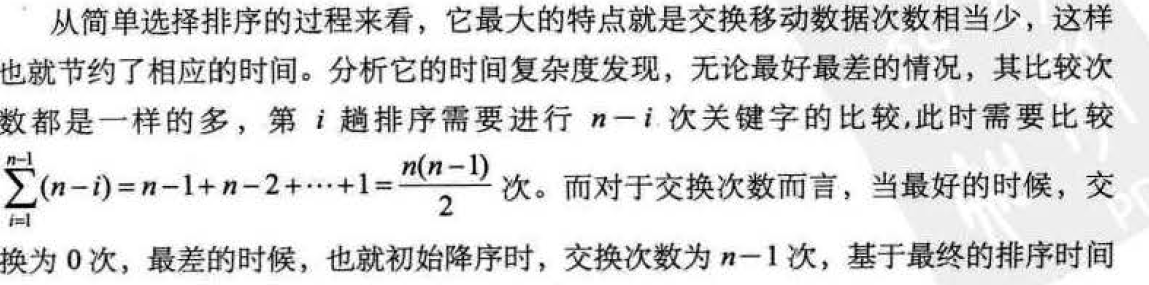 从简单选择排序的过程来看，它最大的特点就是交换移动数据次数相当少，这样
也就节约了相应的时间。分析它的时间复杂度发现，无论最好最差的情况，其比较次
数都是一样的多，第 i 趟排序需要进行 n－i 次关键字的比较,此时需要比较
$\sum_{i=1}^{n-1}(n-i)=n-1+n-2+\cdots+1=\frac{n(n-1)}{2}$ 次。而对于交换次数而言，当最好的时候，交
换为 0 次，最差的时候，也就初始降序时，交换次数为 n－1 次，基于最终的排序时间